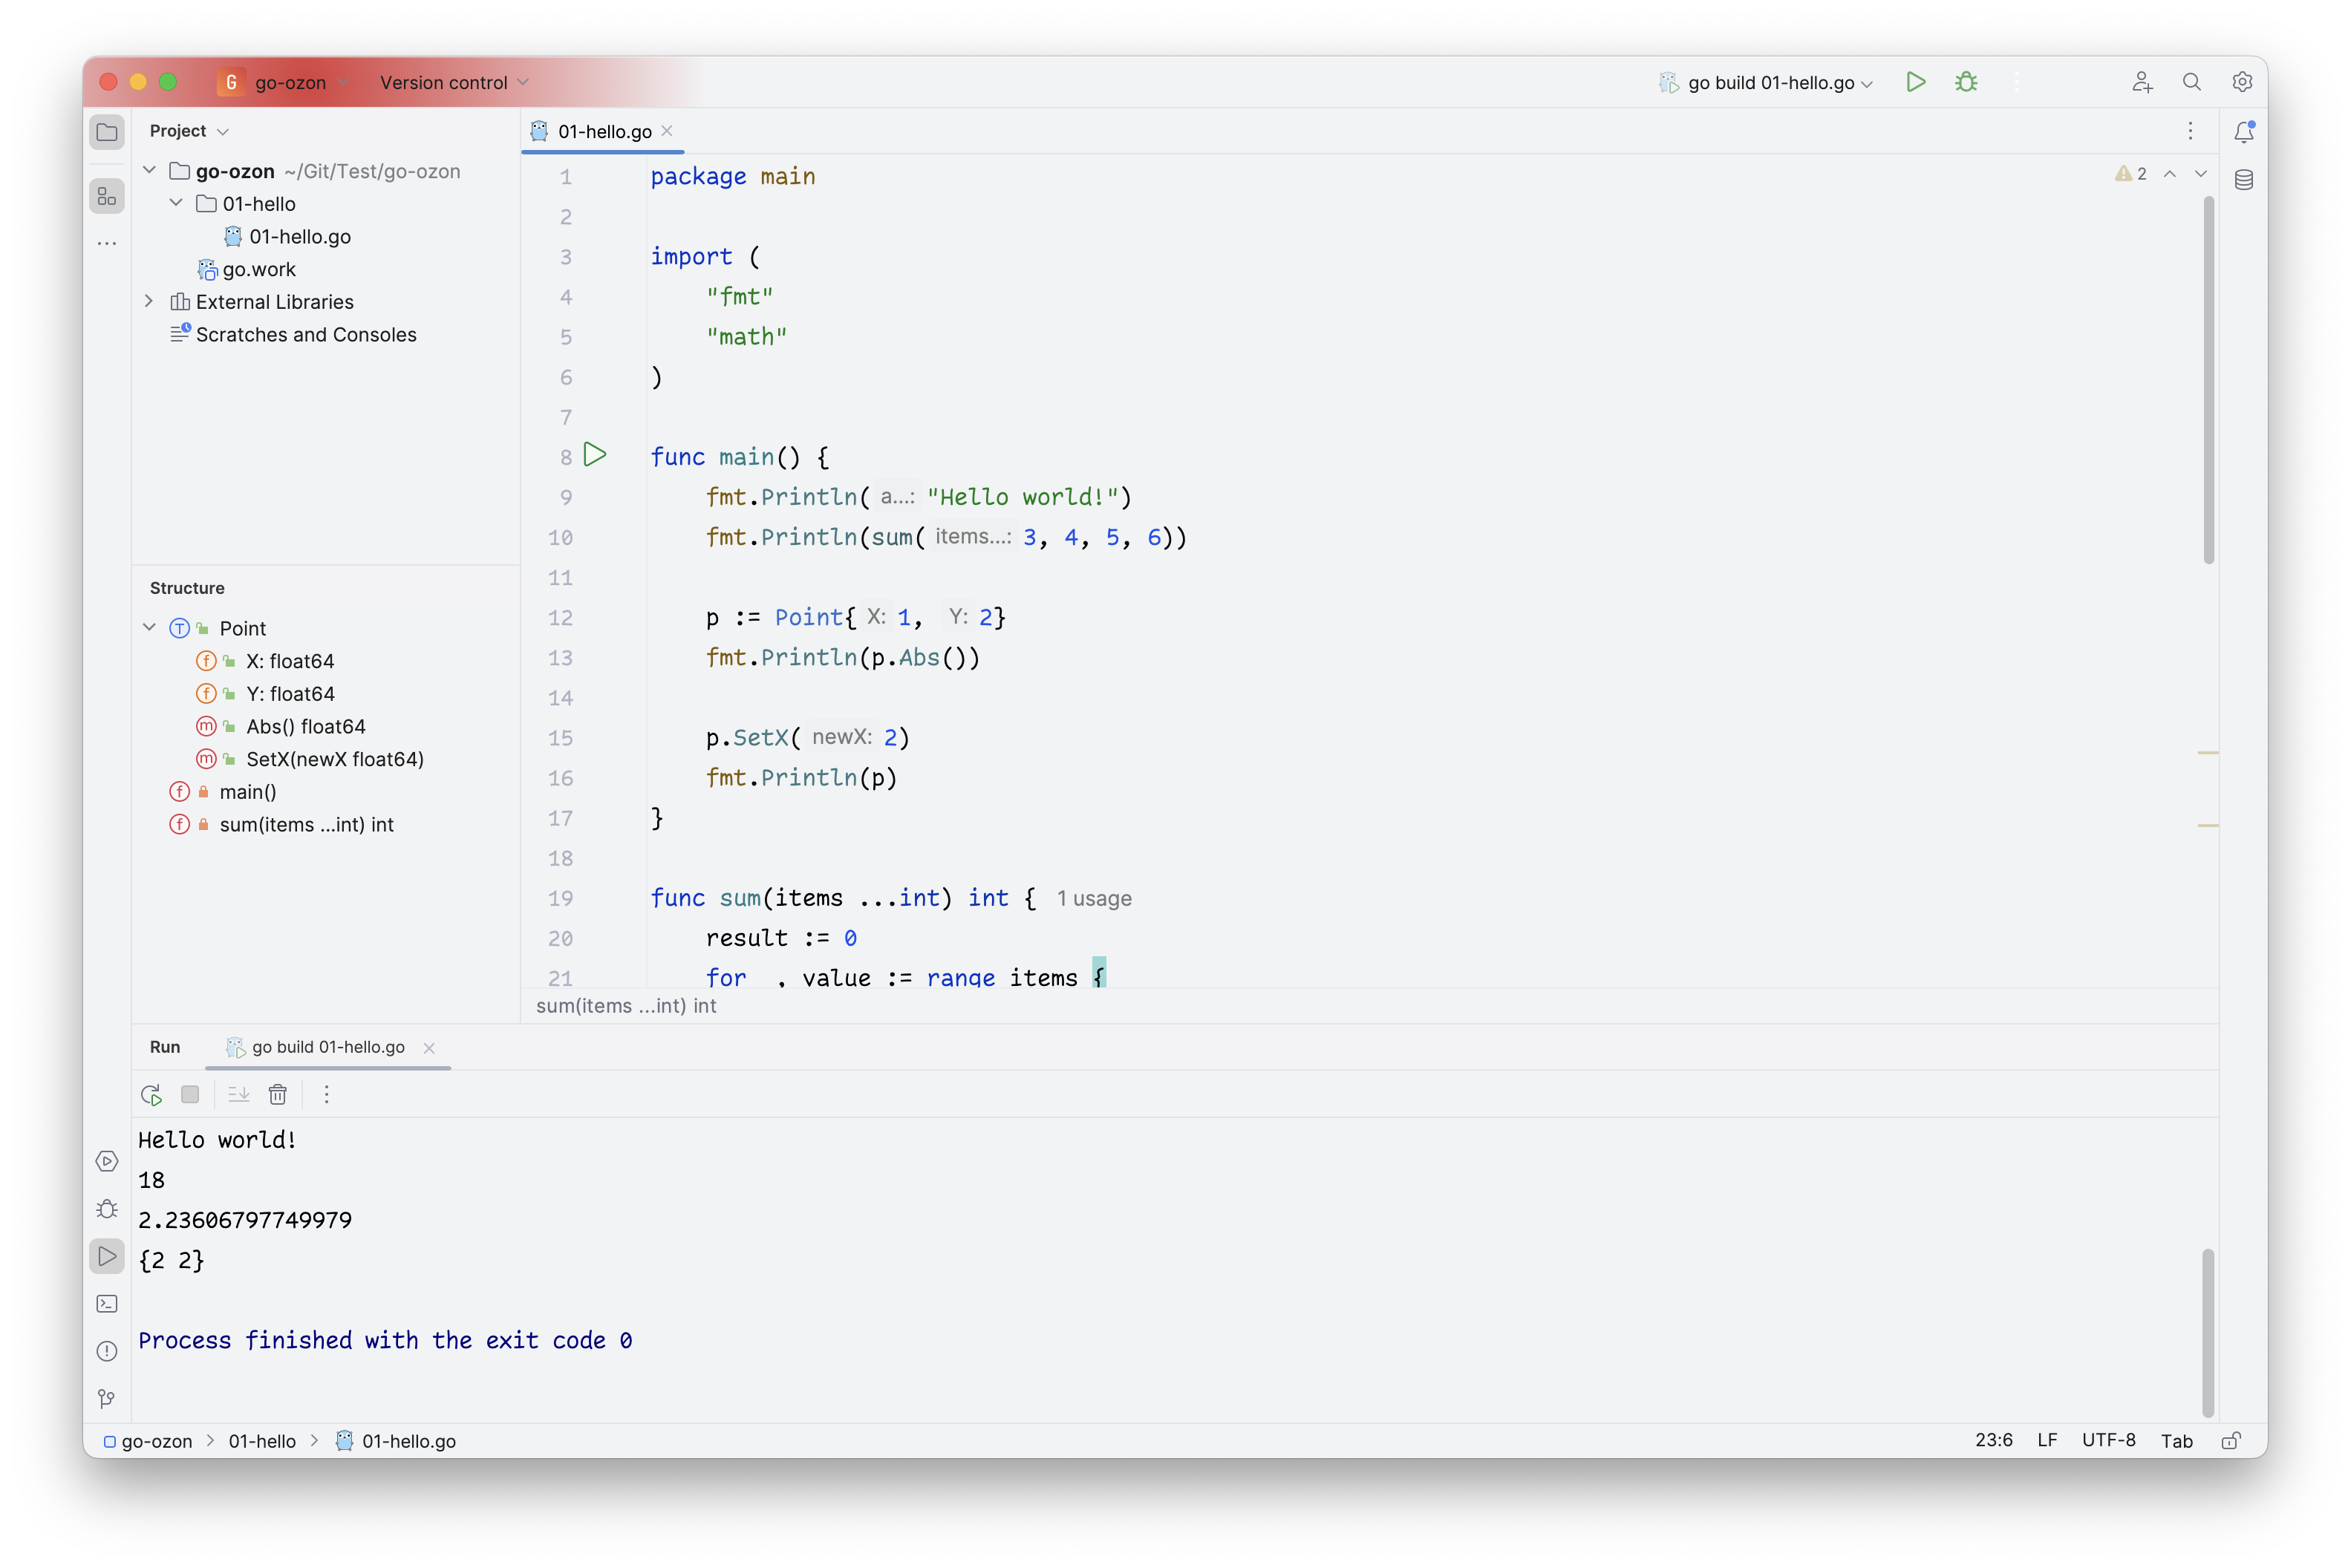 G go-ozon Version control go build 01-hello.go
Project
go-ozon ~/Git/Test/go-ozon
01-hello
01-hello.go
go.work
External Libraries
Scratches and Consoles
Structure
T Point
f X: float64
f Y: float64
m Abs() float64
m SetX(newX float64)
f main()
f sum(items ...int) int
01-hello.go
2
1 package main
2
3 import (
4 "fmt"
5 "math"
6 )
7
8 func main() {
9 fmt.Println( a...: "Hello world!")
10 fmt.Println(sum( items...: 3, 4, 5, 6))
11
12 p := Point{ X: 1, Y: 2}
13 fmt.Println(p.Abs())
14
15 p.SetX( newX: 2)
16 fmt.Println(p)
17 }
18
19 func sum(items ...int) int { 1 usage
20 result := 0
21 for , value := range items {
sum(items ...int) int
Run go build 01-hello.go
Hello world!
18
2.23606797749979
{2 2}
Process finished with the exit code 0
go-ozon > 01-hello > 01-hello.go 23:6 LF UTF-8 Tab